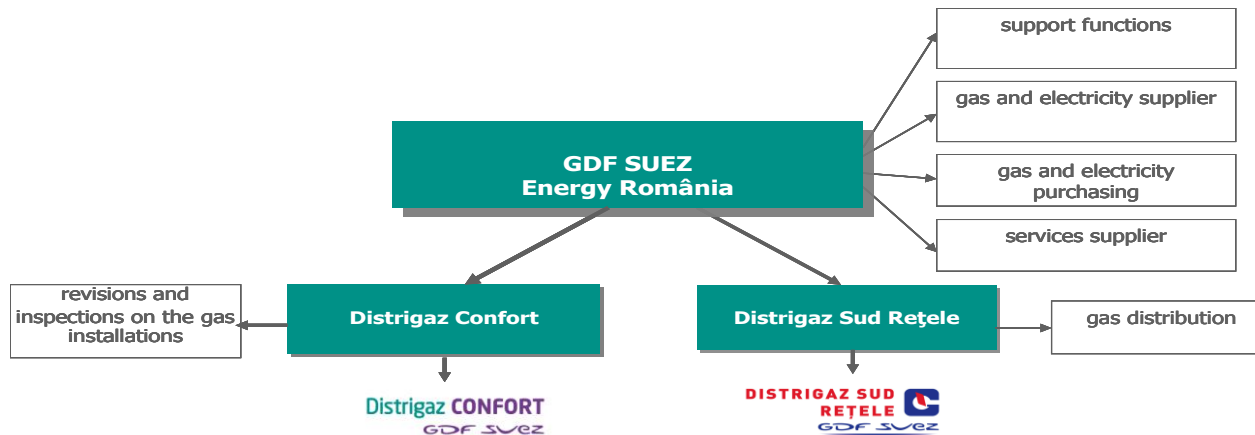 support functions
gas and electricity supplier
GDF SUEZ
Energy România
gas and electricity
purchasing
services supplier
revisions and
inspections on the gas
installations
Distrigaz Confort
Distrigaz Sud Reţele
gas distribution
Distrigaz CONFORT
GDF SUEZ
DISTRIGAZ SUD
REŢELE
GDF SUEZ